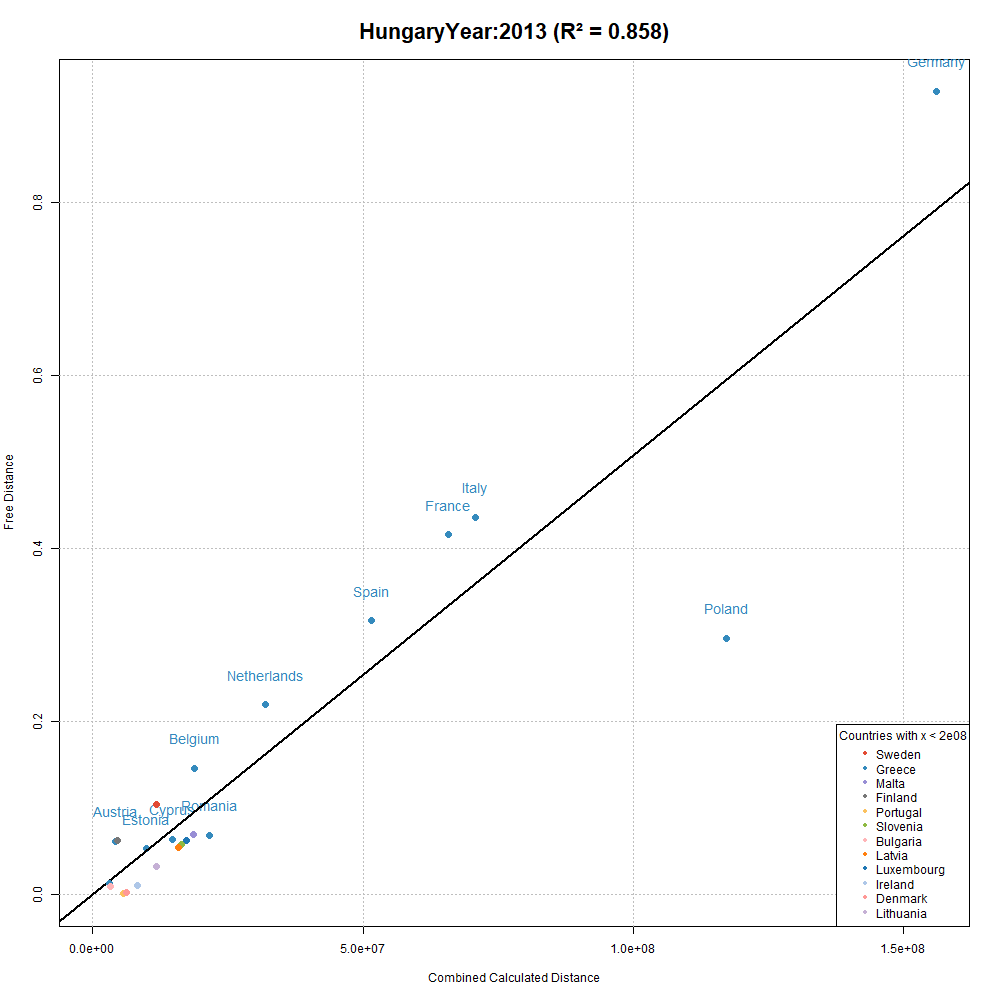 HungaryYear:2013 (R² = 0.858)
Germany
0.8
0.6
Free Distance
Italy
France
0.4
Spain
Poland
Netherlands
0.2
Belgium
Austria
Cyprus
Romania
Estonia
0.0
Countries with x < 2e08
Sweden
Greece
Malta
Finland
Portugal
Slovenia
Bulgaria
Latvia
Luxembourg
Ireland
Denmark
Lithuania
0.0e+00 5.0e+07 1.0e+08 1.5e+08
Combined Calculated Distance